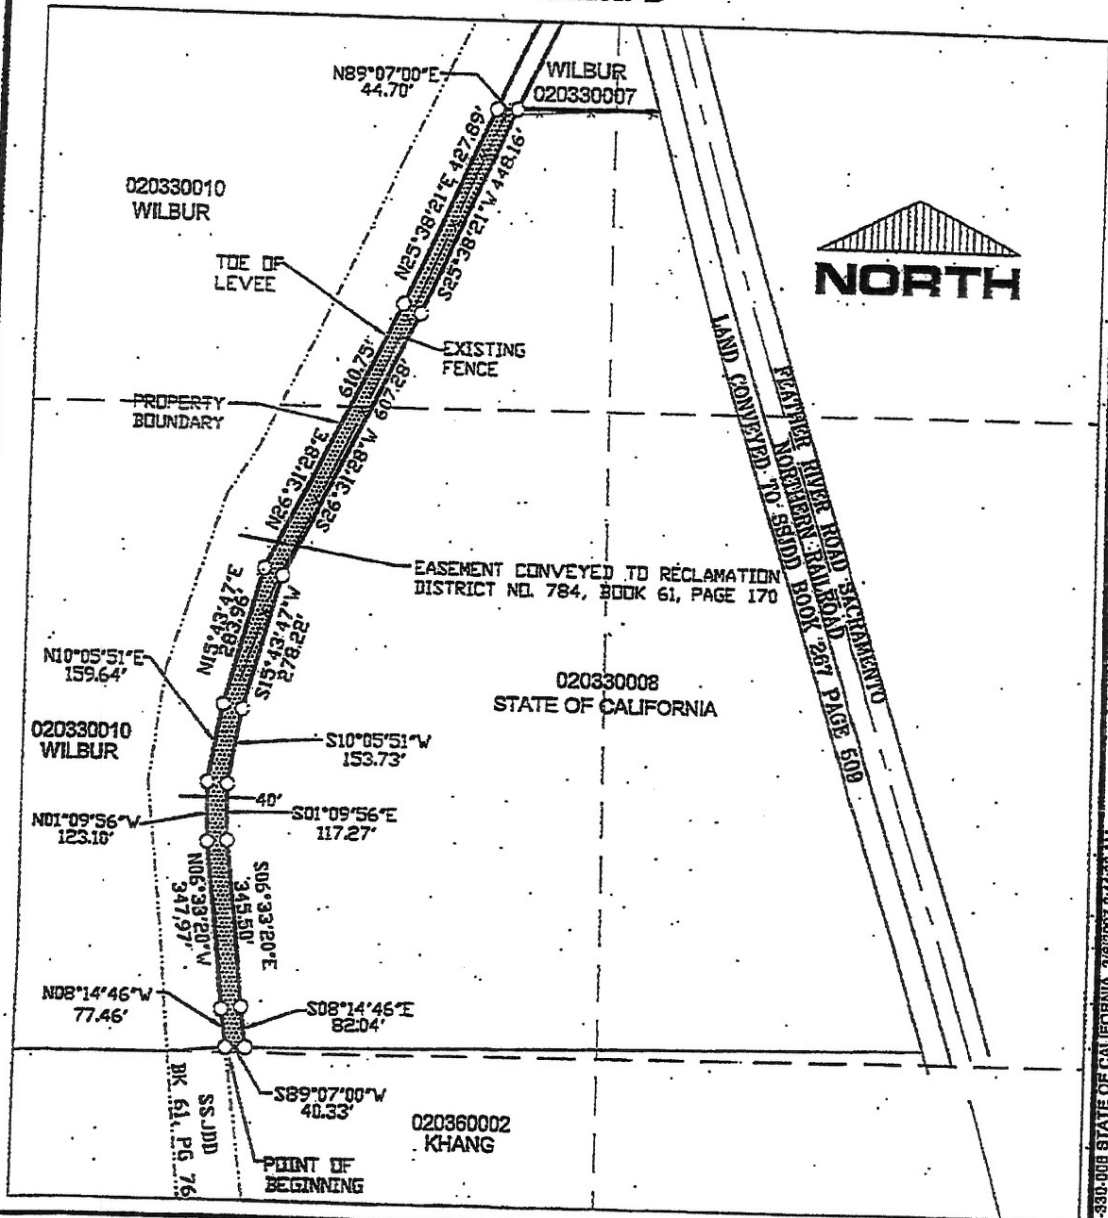 N89°07'00"E
44.70'
WILBUR
020330007
N25°38'21"E 427.89'
S25°38'21"W 448.16'
020330010
WILBUR
TOE OF
LEVEE
NORTH
EXISTING
FENCE
PROPERTY
BOUNDARY
N26°31'28"E 610.75'
S26°31'28"W 607.28'
LAND CONVEYED TO SSJDD BOOK 267 PAGE 509
FEATHER RIVER ROAD SACRAMENTO
NORTHERN RAILROAD
EASEMENT CONVEYED TO RECLAMATION
DISTRICT NO. 784, BOOK 61, PAGE 170
N15°43'47"E
283.96'
S15°43'47"W
278.22'
N10°05'51"E
159.64'
020330008
STATE OF CALIFORNIA
020330010
WILBUR
S10°05'51"W
153.73'
40'
N01°09'56"W
123.10'
S01°09'56"E
117.27'
N06°33'20"W
347.97'
S06°33'20"E
345.50'
N08°14'46"W
77.46'
S08°14'46"E
82.04'
S89°07'00"W
40.33'
SSJDD
BK 61, PG 76
020360002
KHANG
POINT OF
BEGINNING
-330-008 STATE OF CALIFORNIA